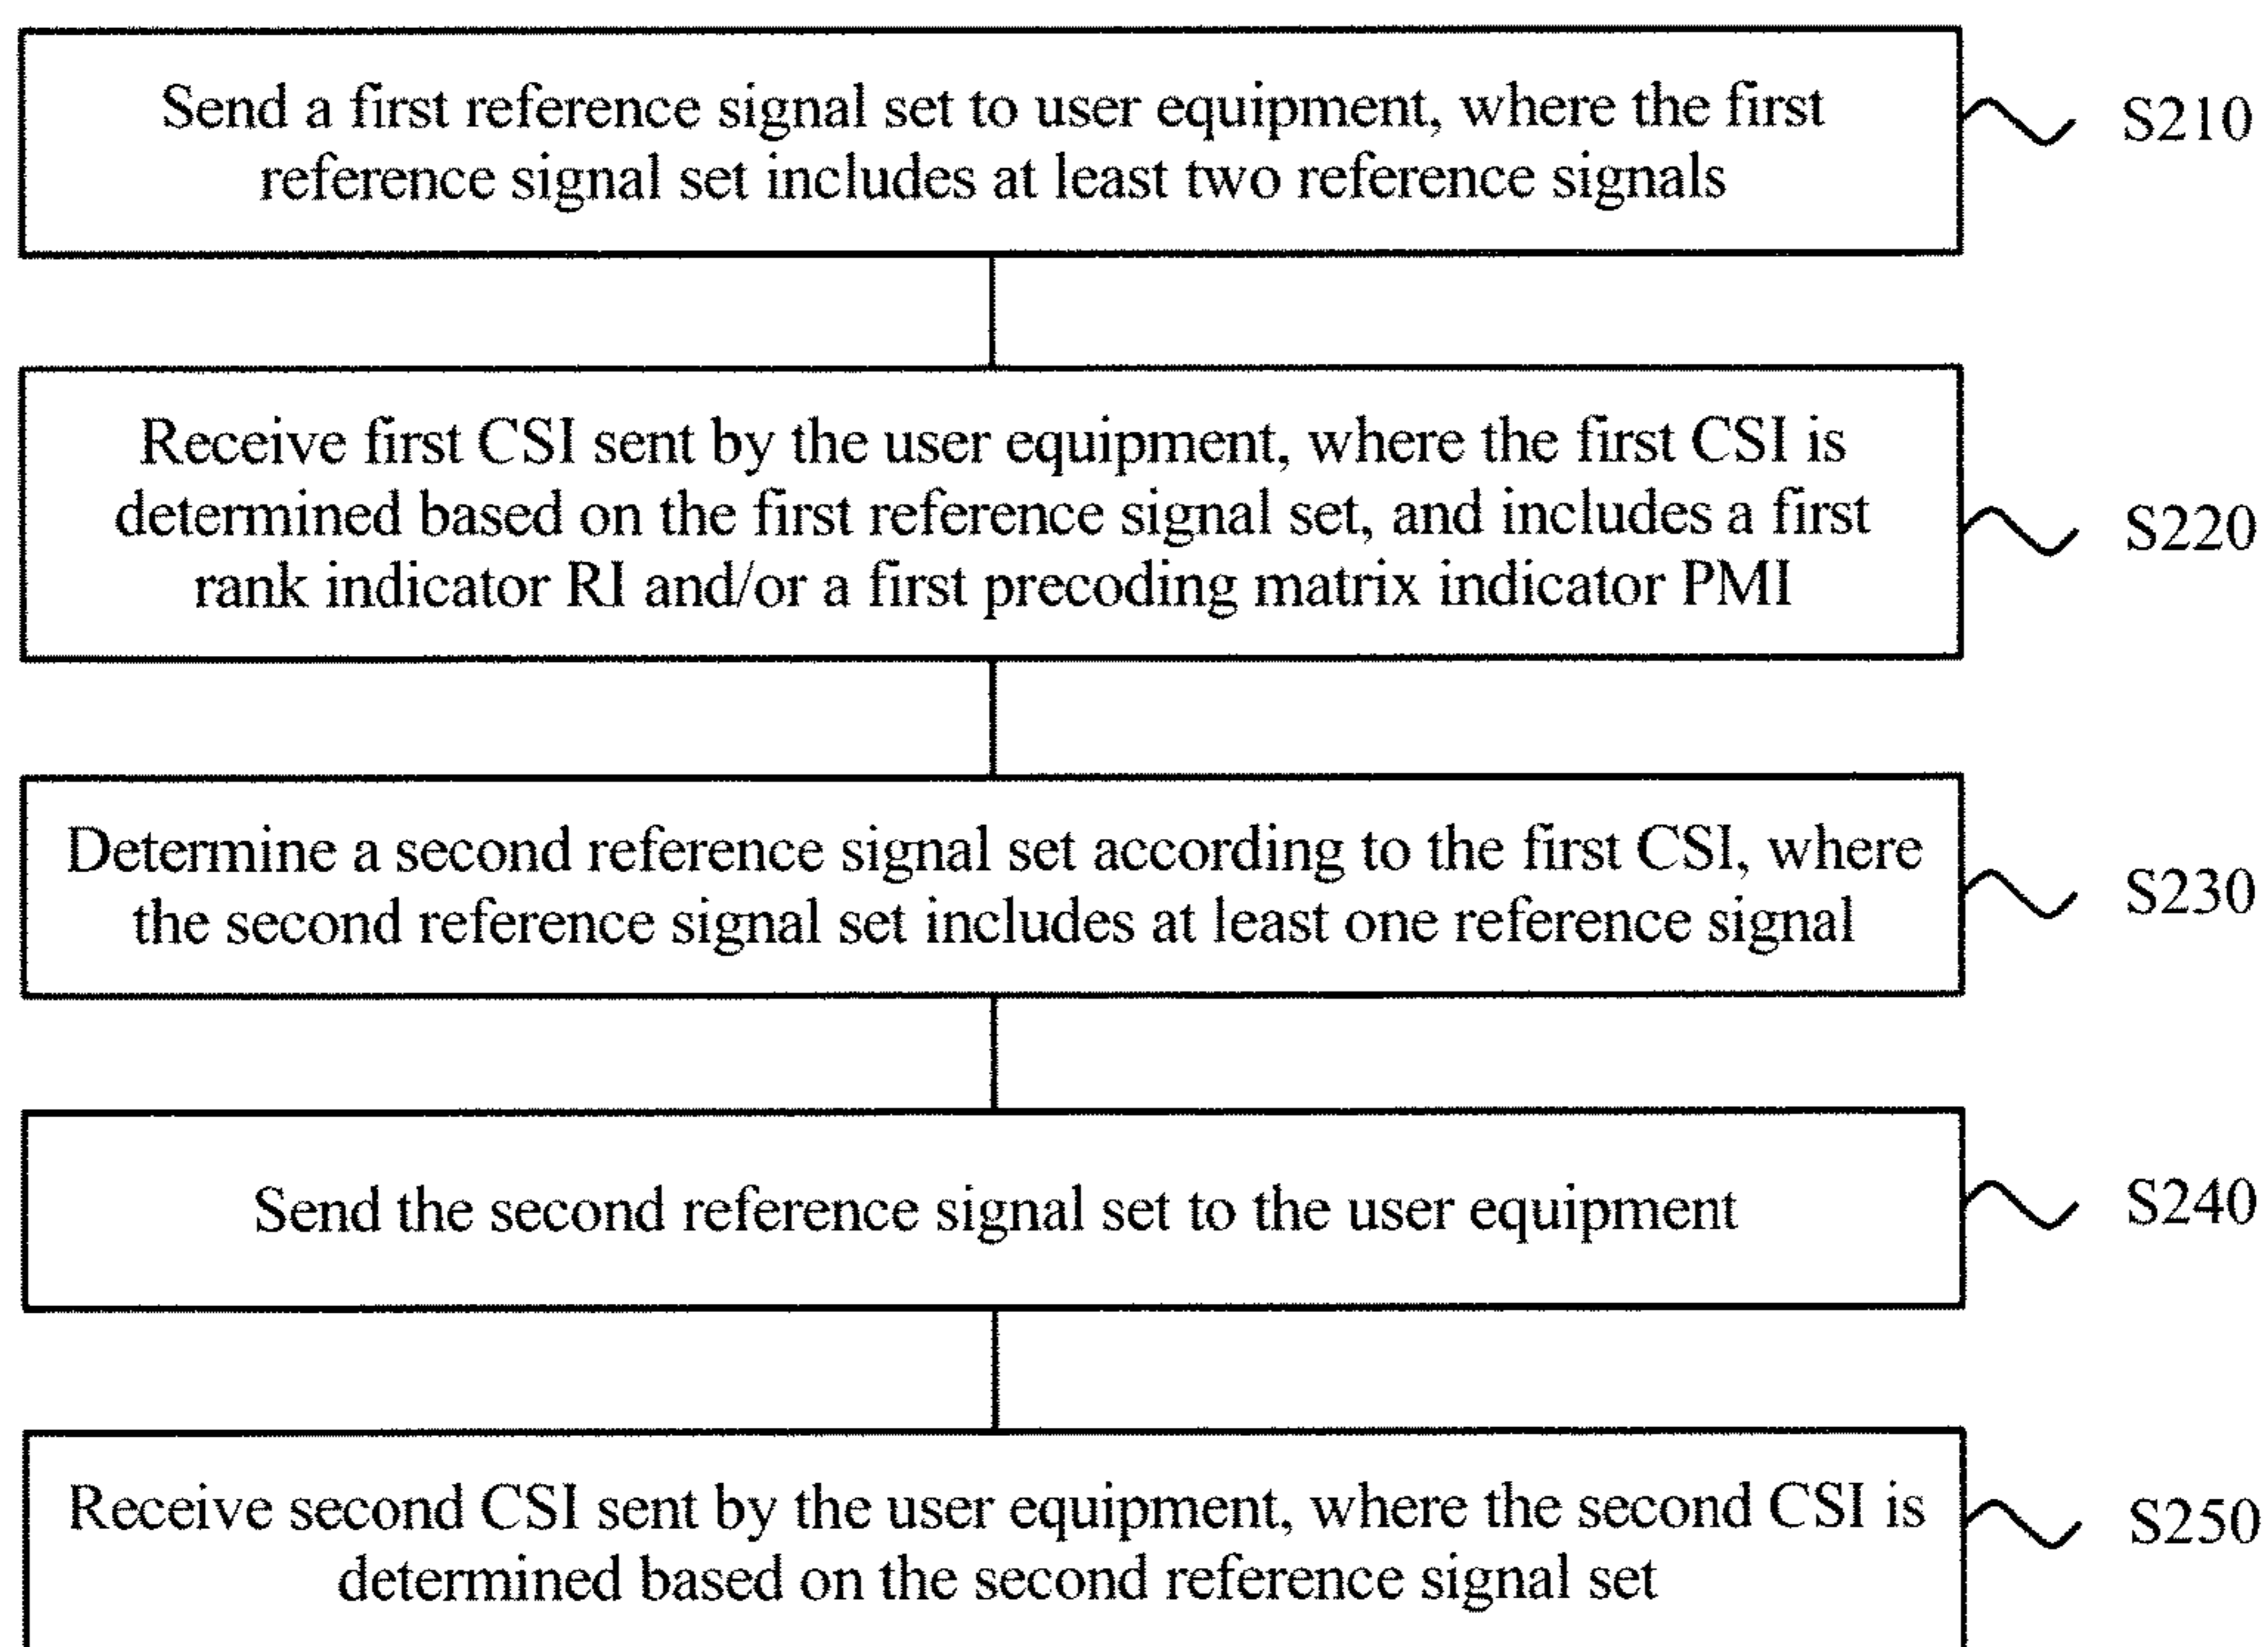 Send a first reference signal set to user equipment, where the first
reference signal set includes at least two reference signals
S210
Receive first CSI sent by the user equipment, where the first CSI is
determined based on the first reference signal set, and includes a first
rank indicator RI and/or a first precoding matrix indicator PMI
S220
Determine a second reference signal set according to the first CSI, where
the second reference signal set includes at least one reference signal
S230
Send the second reference signal set to the user equipment
S240
Receive second CSI sent by the user equipment, where the second CSI is
determined based on the second reference signal set
S250